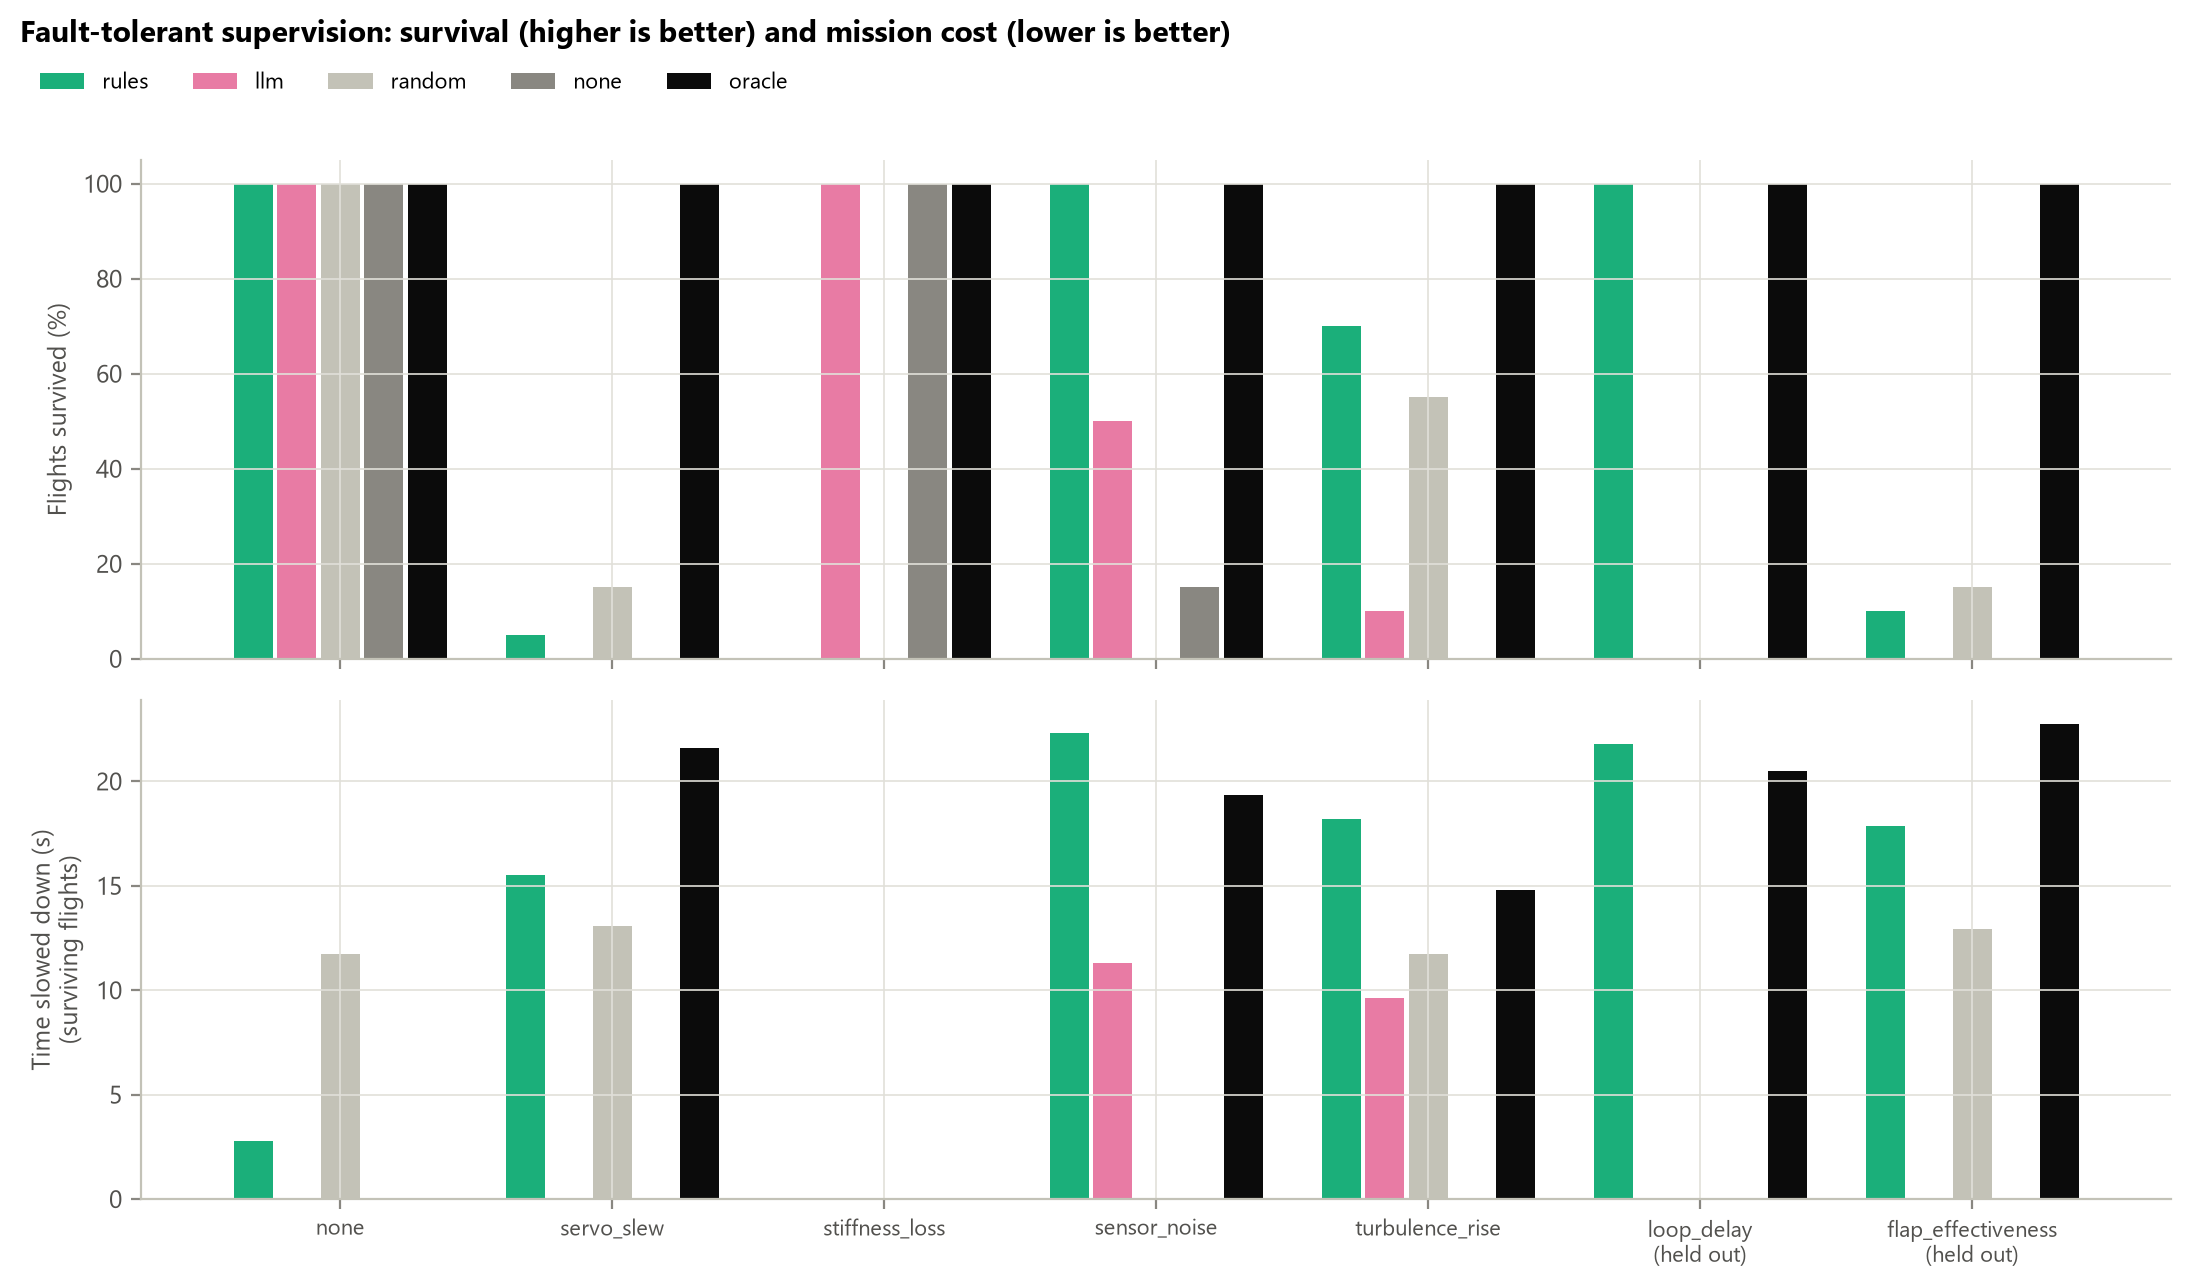 Fault-tolerant supervision: survival (higher is better) and mission cost (lower is better)
rules
llm
random
none
oracle
Flights survived (%)
100
80
60
40
20
0
Time slowed down (s)
(surviving flights)
20
15
10
5
0
none
servo_slew
stiffness_loss
sensor_noise
turbulence_rise
loop_delay
(held out)
flap_effectiveness
(held out)